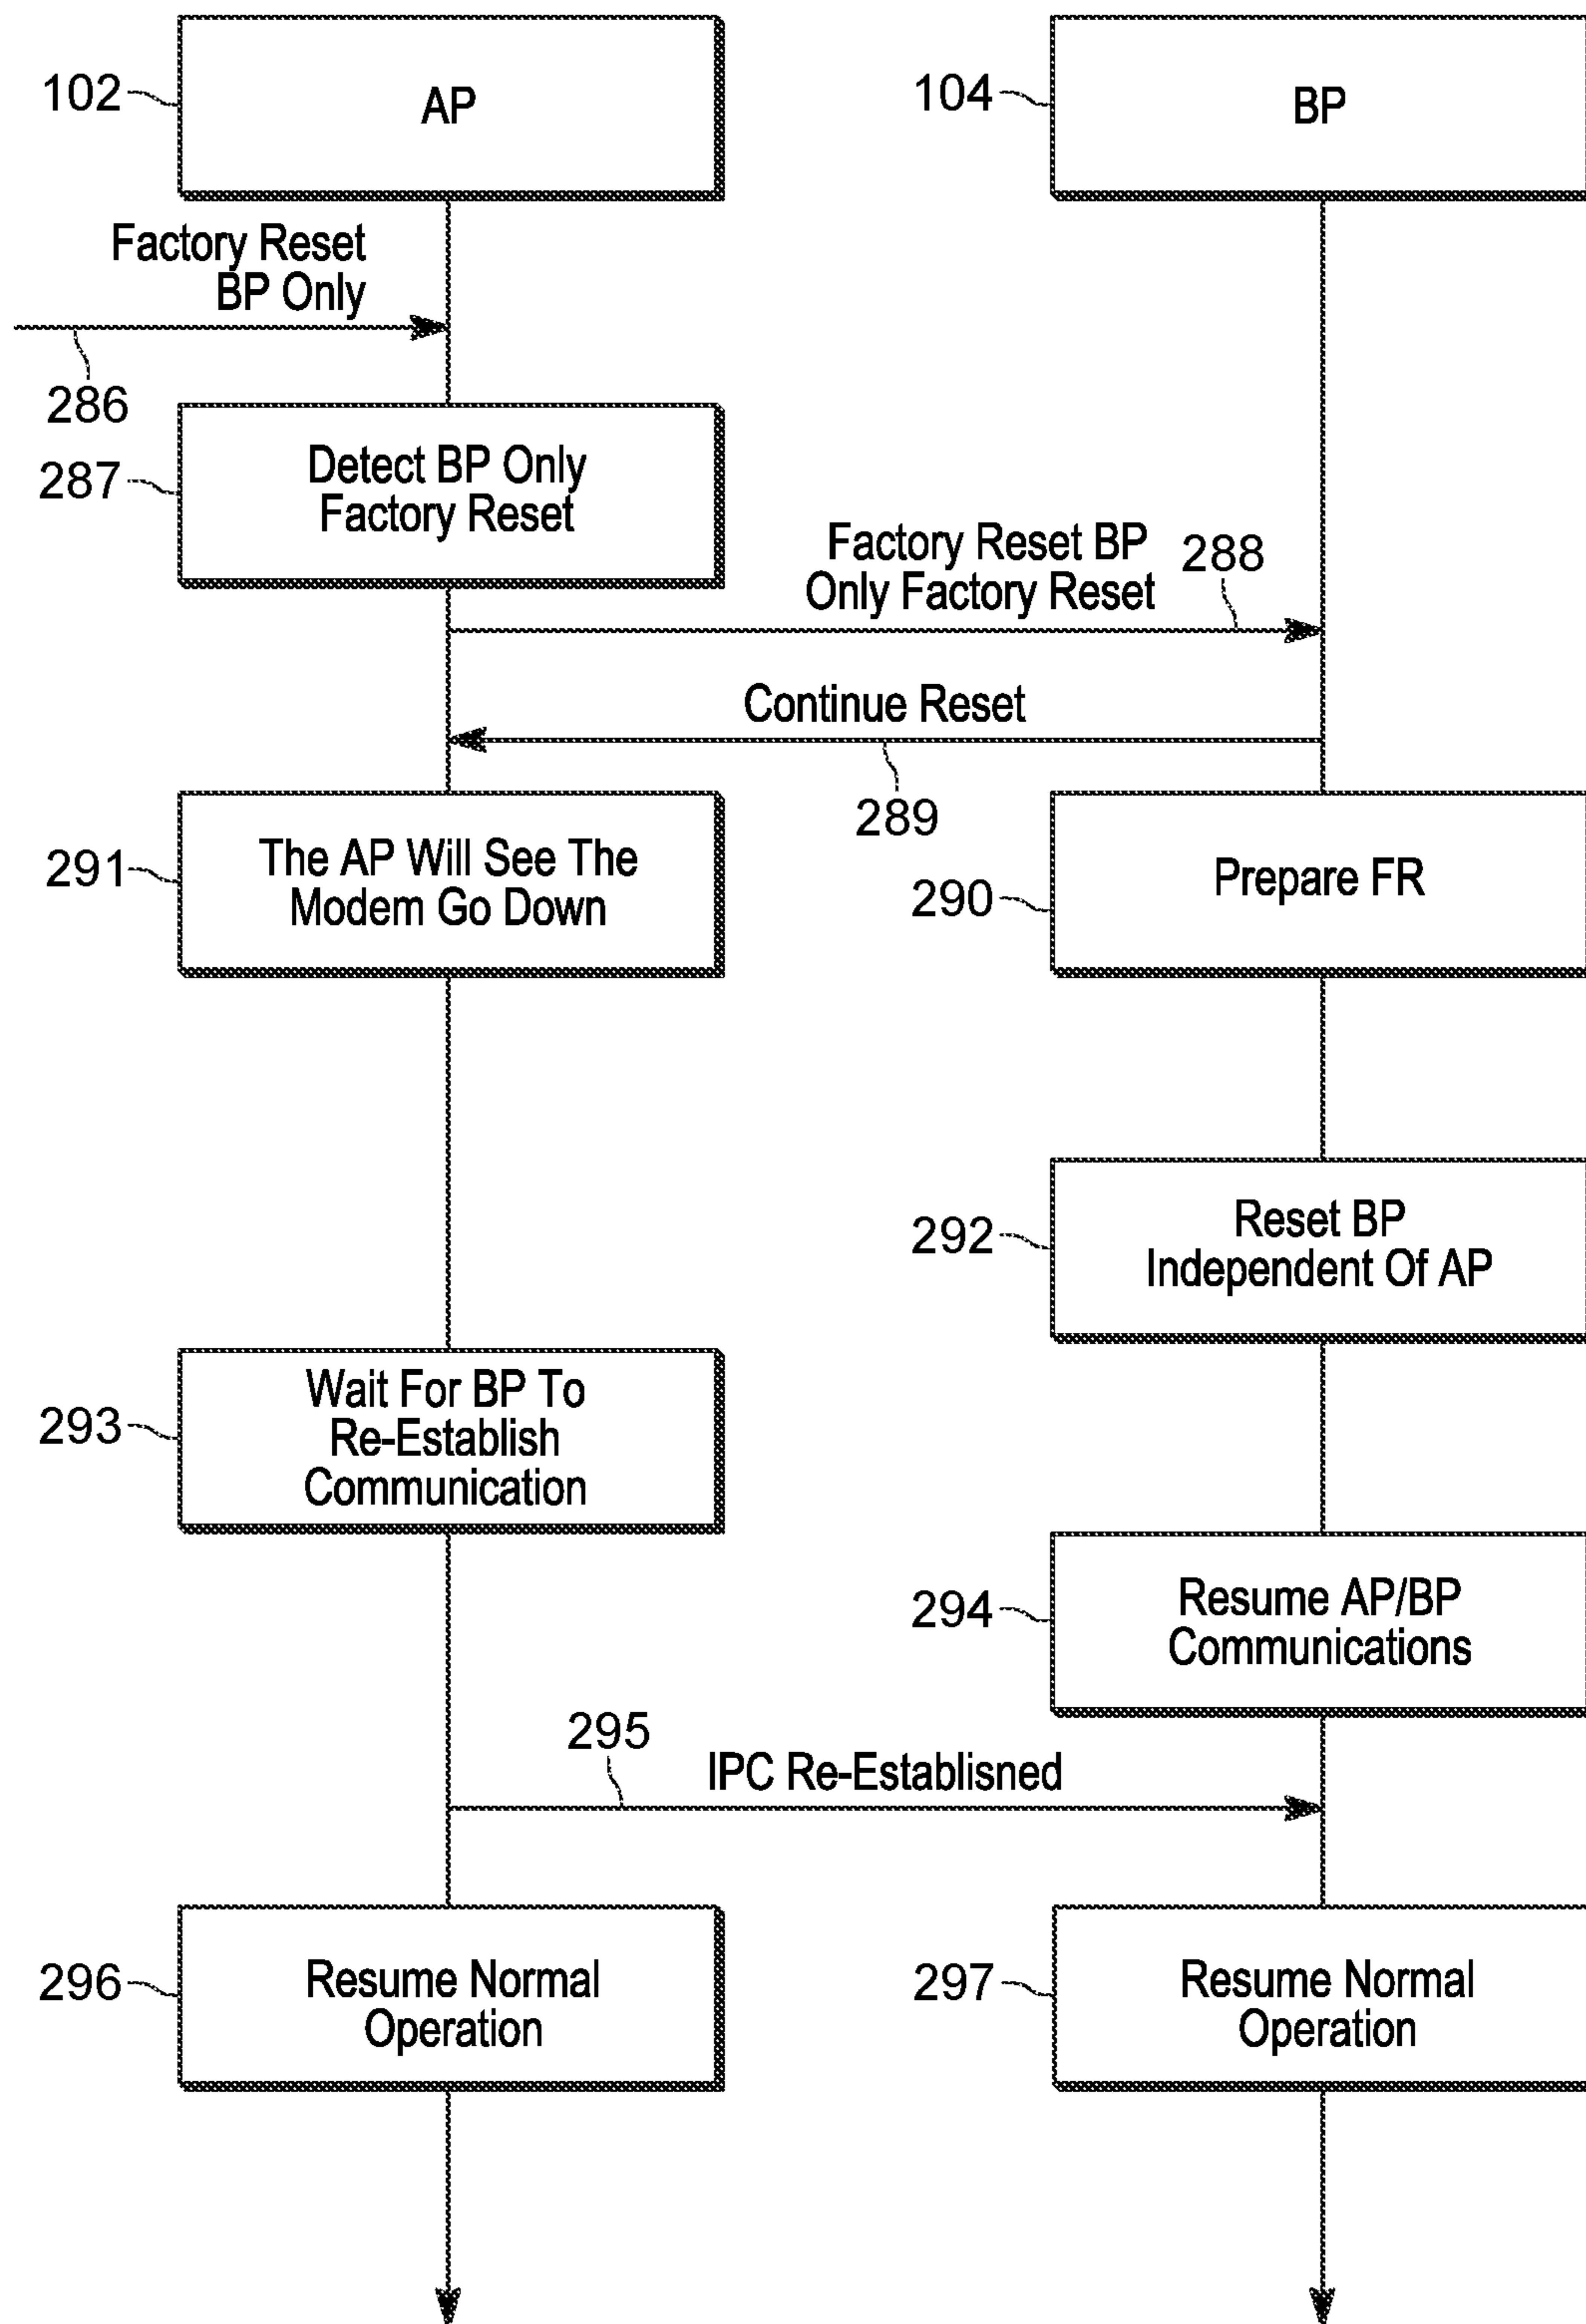 102
AP
104
BP
Factory Reset
BP Only
286
287
Detect BP Only
Factory Reset
Factory Reset BP
Only Factory Reset
288
Continue Reset
289
291
The AP Will See The
Modem Go Down
290
Prepare FR
292
Reset BP
Independent Of AP
293
Wait For BP To
Re-Establish
Communication
294
Resume AP/BP
Communications
295
IPC Re-Establisned
296
Resume Normal
Operation
297
Resume Normal
Operation